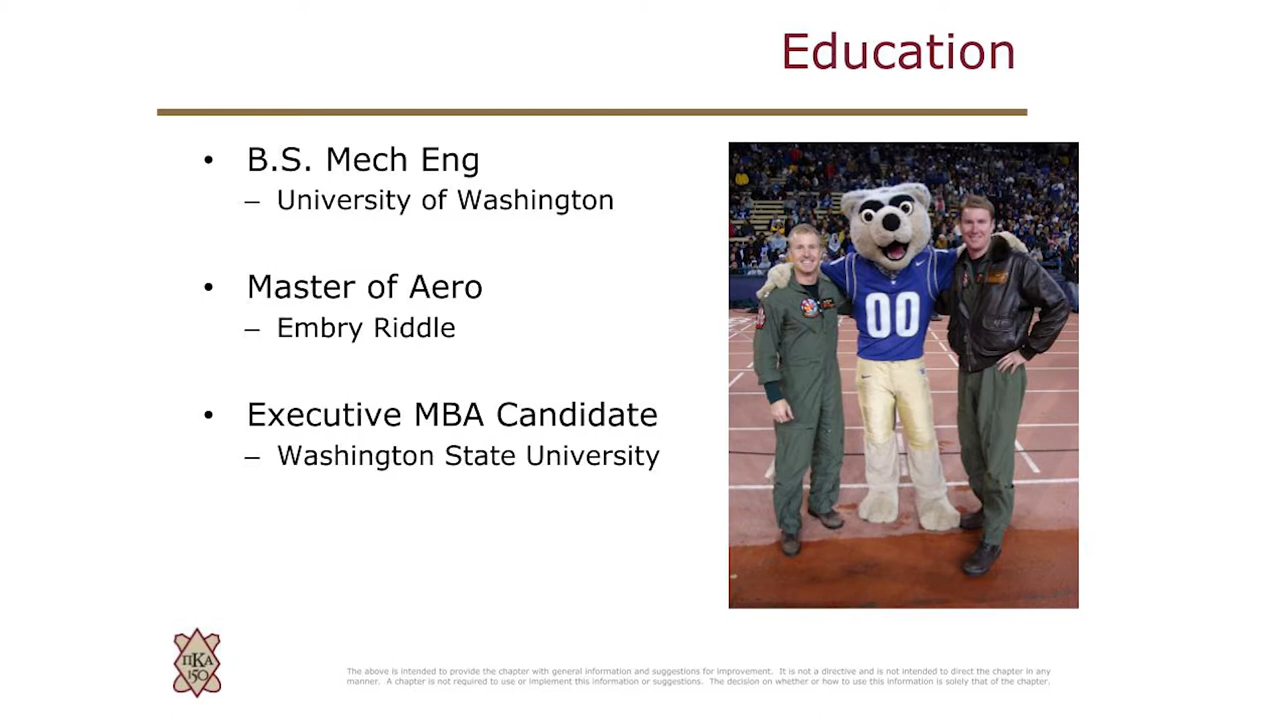 Education
• B.S. Mech Eng
– University of Washington
• Master of Aero
– Embry Riddle
• Executive MBA Candidate
– Washington State University
00
ΠΚΑ
150
The above is intended to provide the chapter with general information and suggestions for improvement. It is not a directive and is not intended to direct the chapter in any
manner. A chapter is not required to use or implement this information or suggestions. The decision on whether or how to use this information is solely that of the chapter.